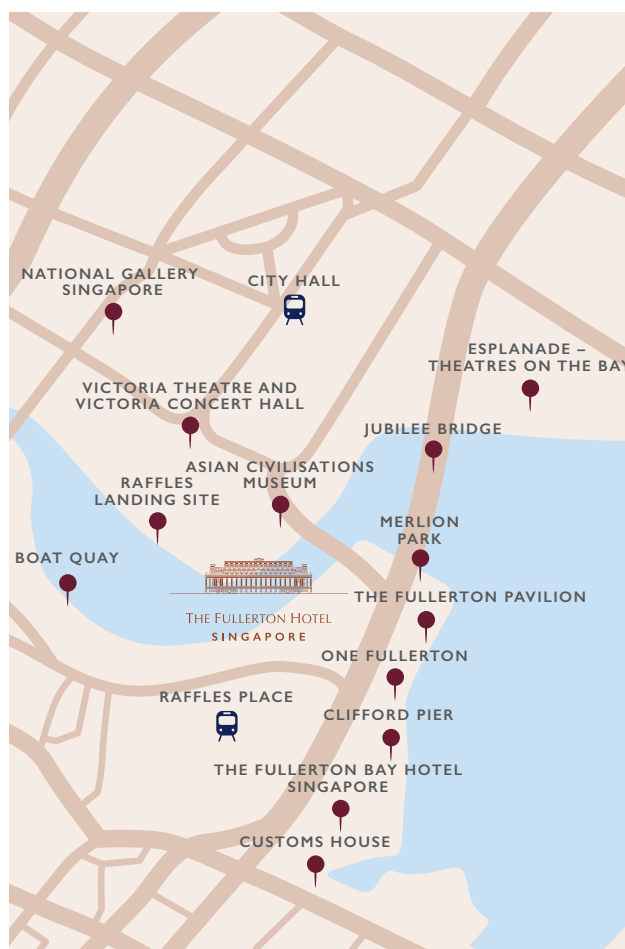 NATIONAL GALLERY
SINGAPORE
CITY HALL
ESPLANADE –
THEATRES ON THE BAY
VICTORIA THEATRE AND
VICTORIA CONCERT HALL
JUBILEE BRIDGE
ASIAN CIVILISATIONS
MUSEUM
RAFFLES
LANDING SITE
MERLION
PARK
BOAT QUAY
THE FULLERTON HOTEL
SINGAPORE
THE FULLERTON PAVILION
ONE FULLERTON
RAFFLES PLACE
CLIFFORD PIER
THE FULLERTON BAY HOTEL
SINGAPORE
CUSTOMS HOUSE